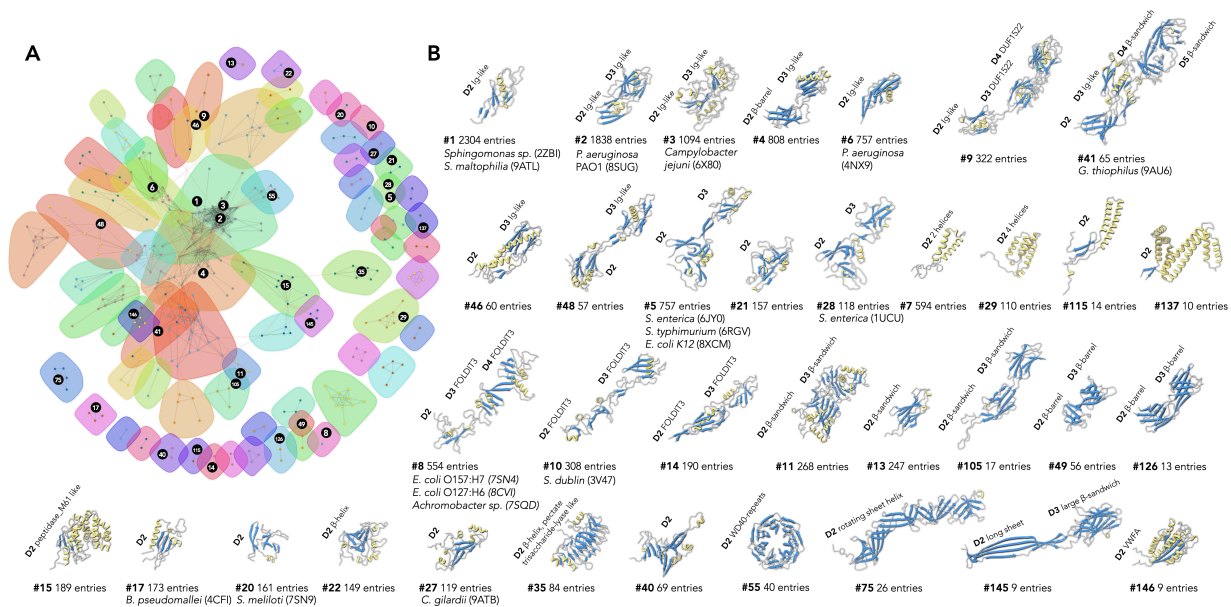 A
13
22
9
46
20
10
27
21
28
5
6
1
3
2
55
137
48
4
35
15
146
41
145
29
11
105
75
17
49
126
8
40
115
14
B
D2 Ig-like
#1 2304 entries
Sphingomonas sp. (2ZBI)
S. maltophilia (9ATL)
D2 Ig-like
D3 Ig-like
#2 1838 entries
P. aeruginosa
PAO1 (8SUG)
D2 Ig-like
D3 Ig-like
#3 1094 entries
Campylobacter
jejuni (6X80)
D2 β-barrel
D3 Ig-like
#4 808 entries
D2 Ig-like
#6 757 entries
P. aeruginosa
(4NX9)
D2 Ig-like
D3 DUF1522
D4 DUF1522
#9 322 entries
D2 Ig-like
D3 Ig-like
D4 β-sandwich
D5 β-sandwich
#41 65 entries
G. thiophilus (9AU6)
D2
D3 Ig-like
#46 60 entries
D3 Ig-like
D2
#48 57 entries
D2
D3
#5 757 entries
S. enterica (6JY0)
S. typhimurium (6RGV)
E. coli K12 (8XCM)
D2
#21 157 entries
D2
D3
#28 118 entries
S. enterica (1UCU)
D2 2 helices
#7 594 entries
D2 4 helices
#29 110 entries
#115 14 entries
D2
#137 10 entries
D2
D3 FOLDIT3
D4 FOLDIT3
#8 554 entries
E. coli O157:H7 (7SN4)
E. coli O127:H6 (8CVI)
Achromobacter sp. (7SQD)
D2
D3 FOLDIT3
#10 308 entries
S. dublin (3V47)
D2 FOLDIT3
D3 FOLDIT3
#14 190 entries
D2 β-sandwich
D3 β-sandwich
#11 268 entries
D2 β-sandwich
#13 247 entries
D2 β-sandwich
D3 β-sandwich
#105 17 entries
D2 β-barrel
D3 β-barrel
#49 56 entries
D2 β-barrel
D3 β-barrel
#126 13 entries
D2 peptidase_M61 like
#15 189 entries
D2
#17 173 entries
B. pseudomallei (4CFI)
D2
#20 161 entries
S. meliloti (7SN9)
D2 β-helix
#22 149 entries
D2
#27 119 entries
C. gilardii (9ATB)
D2 β-helix, pectate
trisaccharide-lyase like
#35 84 entries
D2
#40 69 entries
D2 WD40-repeats
#55 40 entries
D2 rotating sheet helix
#75 26 entries
D2 long sheet
D3 large β-sandwich
#145 9 entries
D2 VWFA
#146 9 entries